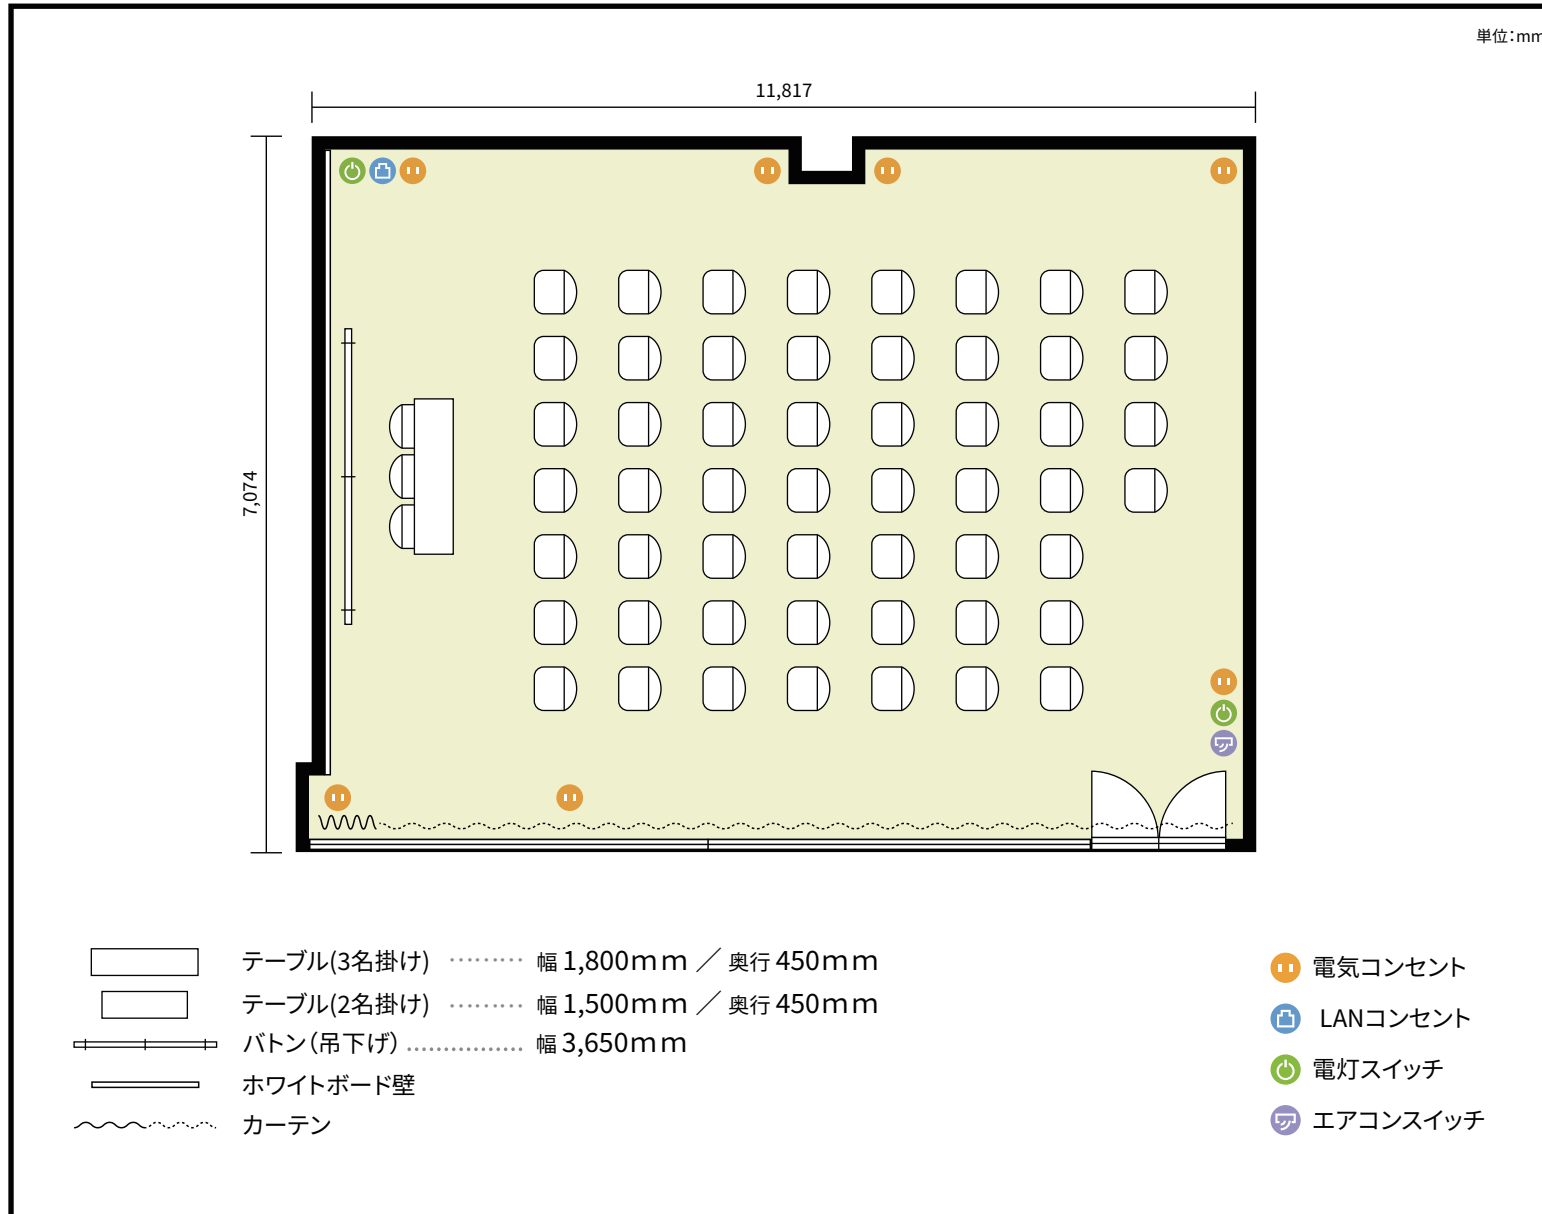 単位：mm
11,817
7,074
テーブル(3名掛け) ········· 幅 1,800mm ／ 奥行 450mm
テーブル(2名掛け) ········· 幅 1,500mm ／ 奥行 450mm
バトン（吊下げ） ................. 幅 3,650mm
ホワイトボード壁
カーテン
電気コンセント
LANコンセント
電灯スイッチ
エアコンスイッチ